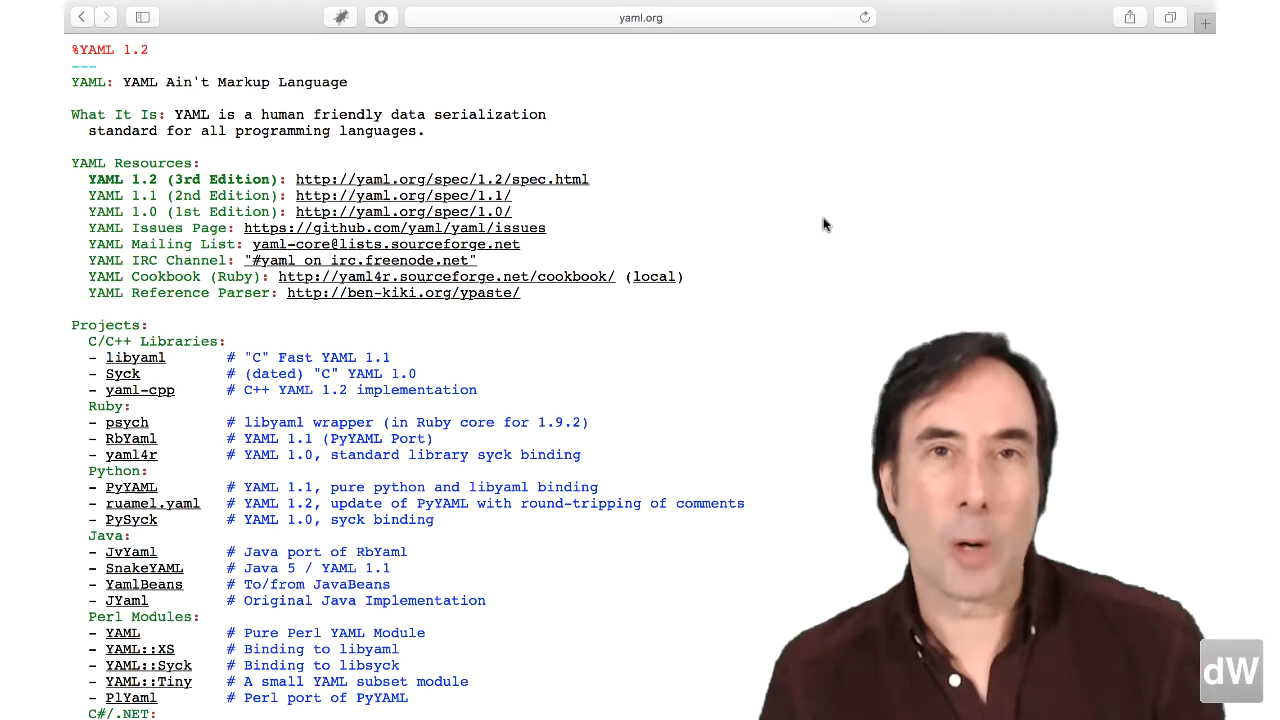 yaml.org
%YAML 1.2
---
YAML: YAML Ain't Markup Language
What It Is: YAML is a human friendly data serialization
standard for all programming languages.
YAML Resources:
YAML 1.2 (3rd Edition): http://yaml.org/spec/1.2/spec.html
YAML 1.1 (2nd Edition): http://yaml.org/spec/1.1/
YAML 1.0 (1st Edition): http://yaml.org/spec/1.0/
YAML Issues Page: https://github.com/yaml/yaml/issues
YAML Mailing List: yaml-core@lists.sourceforge.net
YAML IRC Channel: "#yaml on irc.freenode.net"
YAML Cookbook (Ruby): http://yaml4r.sourceforge.net/cookbook/ (local)
YAML Reference Parser: http://ben-kiki.org/ypaste/
Projects:
C/C++ Libraries:
- libyaml # "C" Fast YAML 1.1
- Syck # (dated) "C" YAML 1.0
- yaml-cpp # C++ YAML 1.2 implementation
Ruby:
- psych # libyaml wrapper (in Ruby core for 1.9.2)
- RbYaml # YAML 1.1 (PyYAML Port)
- yaml4r # YAML 1.0, standard library syck binding
Python:
- PyYAML # YAML 1.1, pure python and libyaml binding
- ruamel.yaml # YAML 1.2, update of PyYAML with round-tripping of comments
- PySyck # YAML 1.0, syck binding
Java:
- JvYaml # Java port of RbYaml
- SnakeYAML # Java 5 / YAML 1.1
- YamlBeans # To/from JavaBeans
- JYaml # Original Java Implementation
Perl Modules:
- YAML # Pure Perl YAML Module
- YAML::XS # Binding to libyaml
- YAML::Syck # Binding to libsyck
- YAML::Tiny # A small YAML subset module
- PlYaml # Perl port of PyYAML
C#/.NET:
dW